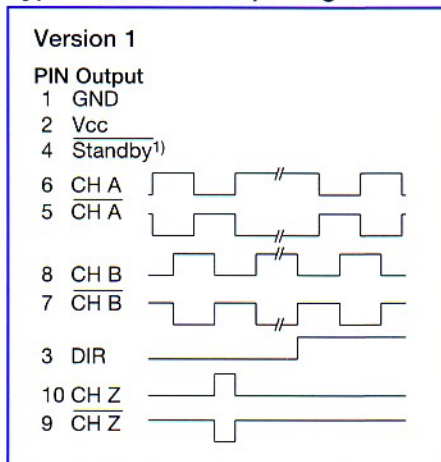 Version 1
PIN Output
1 GND
2 Vcc
4 Standby1)
6 CH A
5 CH A
8 CH B
7 CH B
3 DIR
10 CH Z
9 CH Z